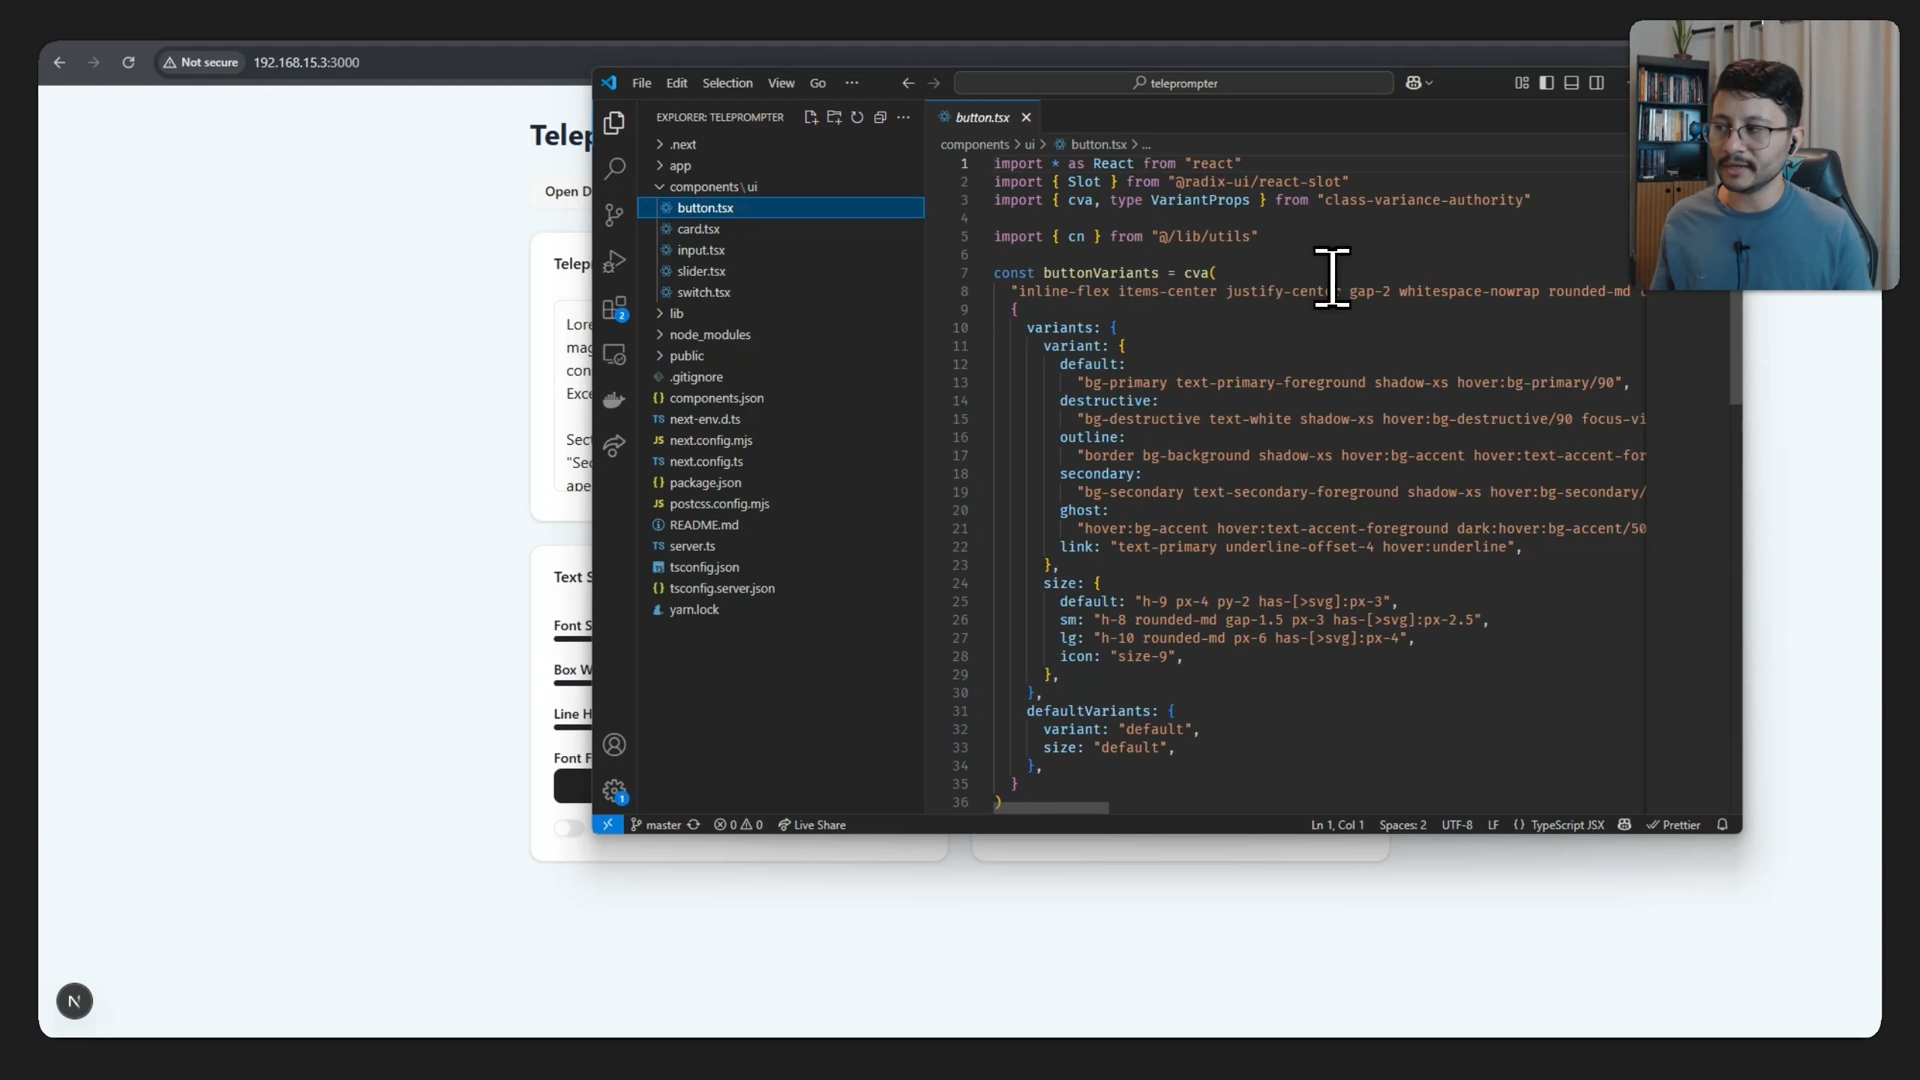 Not secure
192.168.15.3:3000
Telep
Open D
Telep
Lore
mag
con
Exce
Sect
"Sec
ape
Text S
Font S
Box W
Line H
Font F
N
File Edit Selection View Go ···
teleprompter
EXPLORER: TELEPROMPTER
.next
app
components\ui
button.tsx
card.tsx
input.tsx
slider.tsx
switch.tsx
lib
node_modules
public
.gitignore
{} components.json
TS next-env.d.ts
JS next.config.mjs
TS next.config.ts
{} package.json
JS postcss.config.mjs
README.md
TS server.ts
tsconfig.json
{} tsconfig.server.json
yarn.lock
2
1
button.tsx
components > ui > button.tsx > ...
1 import * as React from "react"
2 import { Slot } from "@radix-ui/react-slot"
3 import { cva, type VariantProps } from "class-variance-authority"
4
5 import { cn } from "@/lib/utils"
6
7 const buttonVariants = cva(
8 "inline-flex items-center justify-center gap-2 whitespace-nowrap rounded-md
9 {
10 variants: {
11 variant: {
12 default:
13 "bg-primary text-primary-foreground shadow-xs hover:bg-primary/90",
14 destructive:
15 "bg-destructive text-white shadow-xs hover:bg-destructive/90 focus-vi
16 outline:
17 "border bg-background shadow-xs hover:bg-accent hover:text-accent-for
18 secondary:
19 "bg-secondary text-secondary-foreground shadow-xs hover:bg-secondary/
20 ghost:
21 "hover:bg-accent hover:text-accent-foreground dark:hover:bg-accent/50
22 link: "text-primary underline-offset-4 hover:underline",
23 },
24 size: {
25 default: "h-9 px-4 py-2 has-[>svg]:px-3",
26 sm: "h-8 rounded-md gap-1.5 px-3 has-[>svg]:px-2.5",
27 lg: "h-10 rounded-md px-6 has-[>svg]:px-4",
28 icon: "size-9",
29 },
30 },
31 defaultVariants: {
32 variant: "default",
33 size: "default",
34 },
35 }
36 )
master 0 0 Live Share
Ln 1, Col 1 Spaces: 2 UTF-8 LF {} TypeScript JSX Prettier